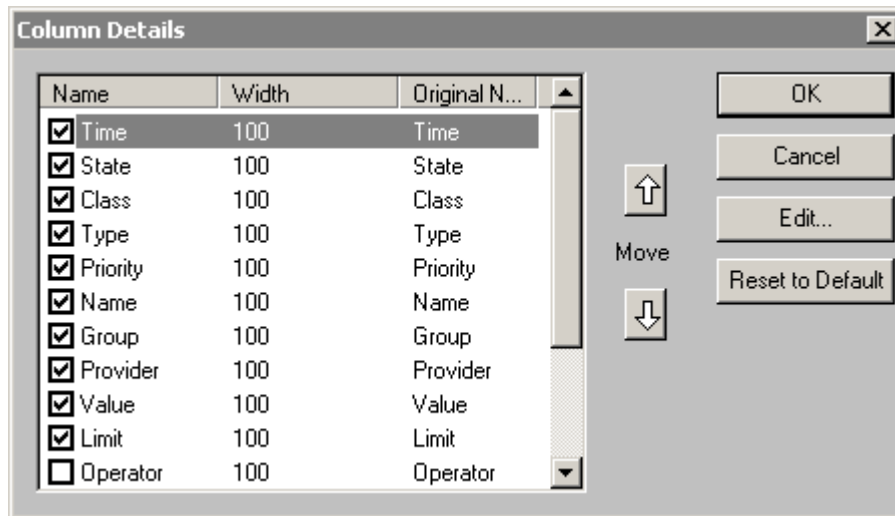 Column Details
Name Width Original N...
Time 100 Time
State 100 State
Class 100 Class
Type 100 Type
Priority 100 Priority
Name 100 Name
Group 100 Group
Provider 100 Provider
Value 100 Value
Limit 100 Limit
Operator 100 Operator
Move
OK
Cancel
Edit...
Reset to Default